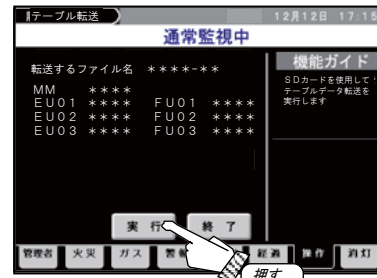 テーブル転送
12月12日 17:15
通常監視中
転送するファイル名 ****-**
MM ****
EU01 **** FU01 ****
EU02 **** FU02 ****
EU03 **** FU03 ****
機能ガイド
SDカードを使用して
テーブルデータ転送を
実行します
実行 終了
管理者 火災 ガス 経過 操作 消灯
押す